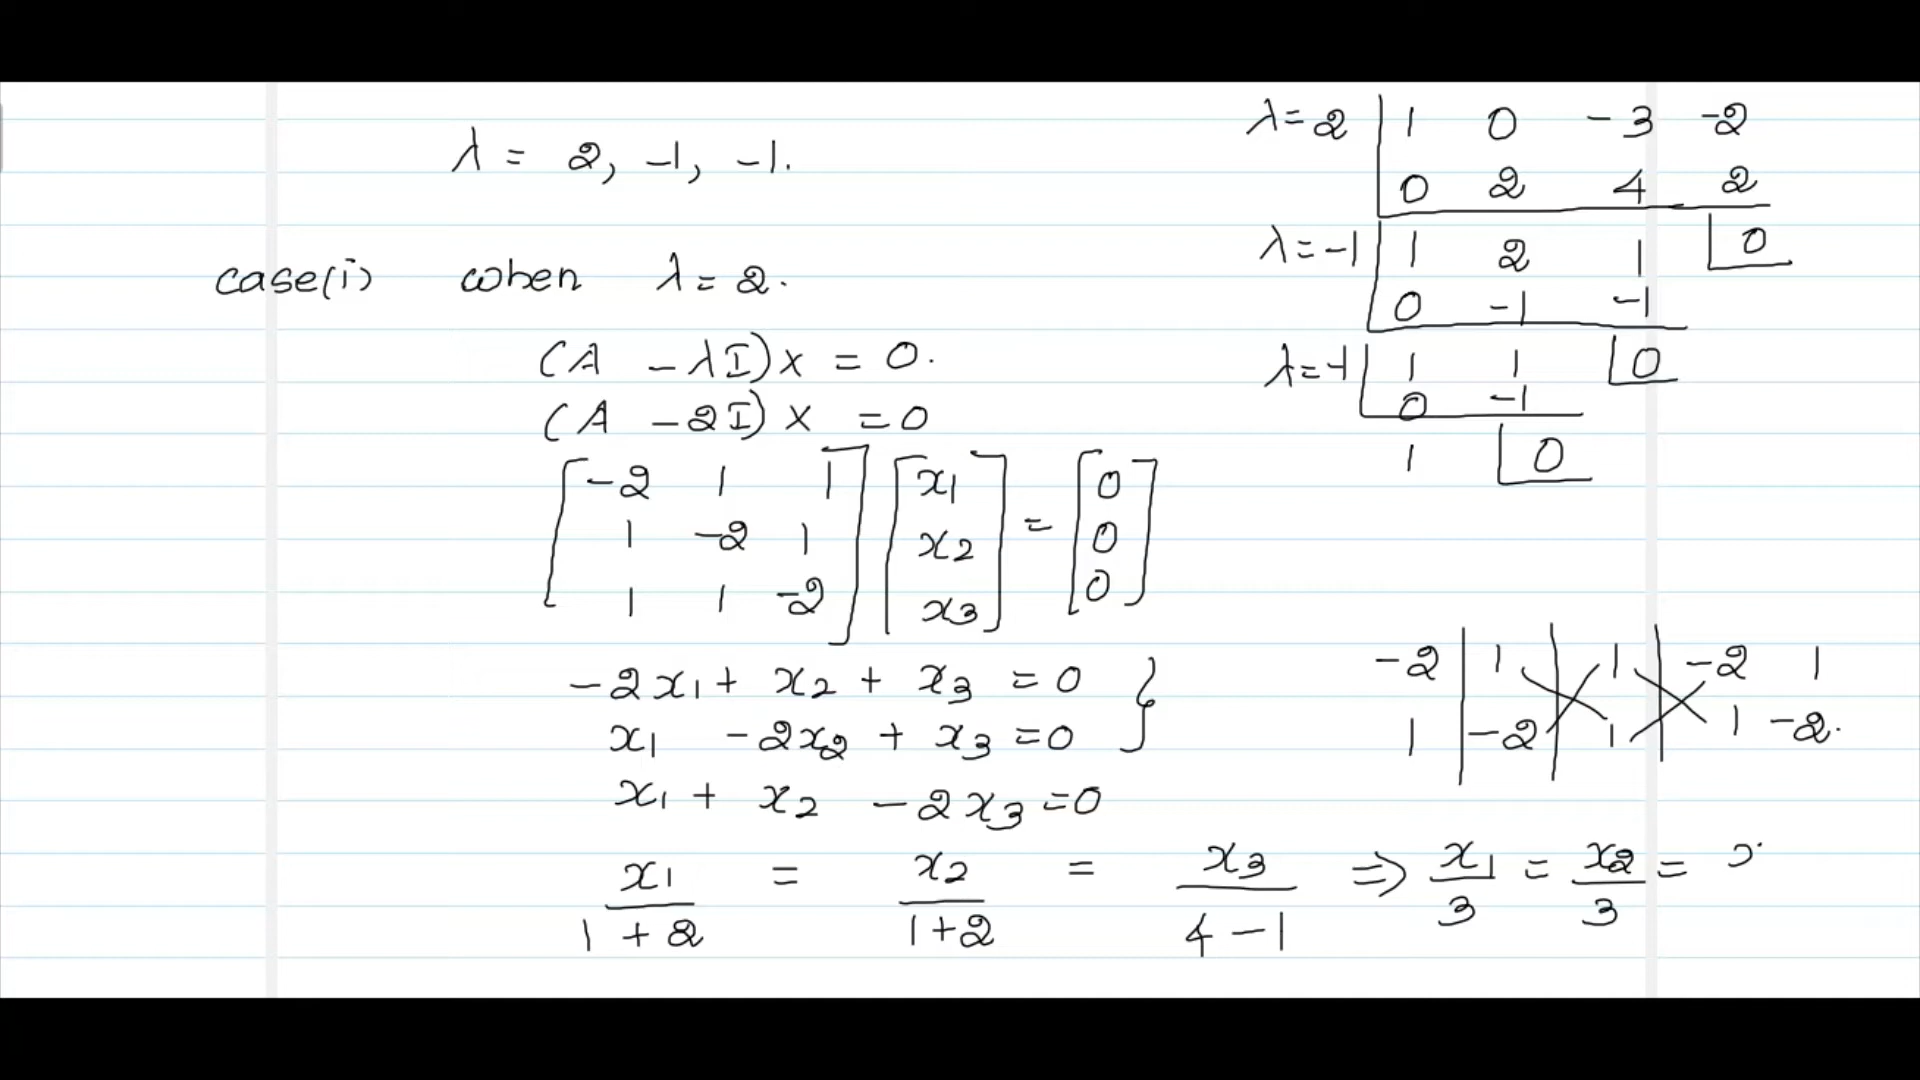 λ = 2, -1, -1.
case(i) when λ = 2.
(A - λI)x = 0.
(A - 2I)x = 0
[-2 1 1] [x1] = [0]
[1 -2 1] [x2] [0]
[1 1 -2] [x3] [0]
-2x1 + x2 + x3 = 0 }
x1 - 2x2 + x3 = 0
x1 + x2 - 2x3 = 0
x1/1+2 = x2/1+2 = x3/4-1 => x1/3 = x2/3 =
λ=2 | 1 0 -3 -2
0 2 4 2
λ=-1 | 1 2 1 |0
0 -1 -1
λ=-1 | 1 1 |0
0 -1
1 |0
-2 | 1 | 1 | -2 1
1 | -2 | 1 | 1 -2.